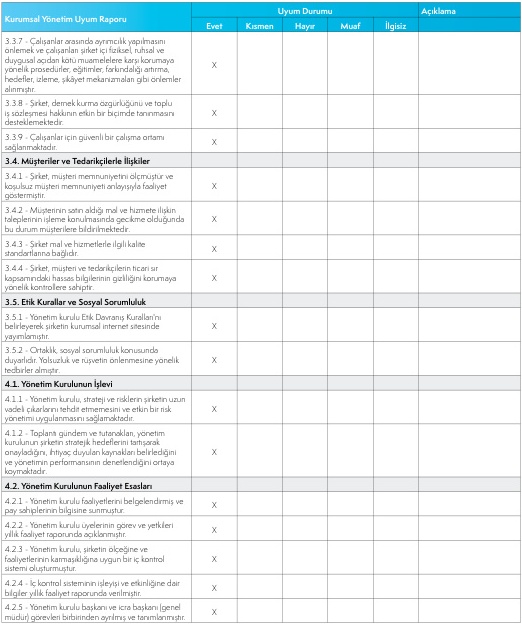 Kurumsal Yönetim Uyum Raporu
Uyum Durumu
Açıklama
Evet Kısmen Hayır Muaf İlgisiz
3.3.7 - Çalışanlar arasında ayrımcılık yapılmasını
önlemek ve çalışanları şirket içi fiziksel, ruhsal ve
duygusal açıdan kötü muamelelere karşı korumaya
yönelik prosedürler, eğitimler, farkındalığı artırma,
hedefler, izleme, şikâyet mekanizmaları gibi önlemler
alınmıştır.
X
3.3.8 - Şirket, dernek kurma özgürlüğünü ve toplu
iş sözleşmesi hakkının etkin bir biçimde tanınmasını
desteklemektedir.
X
3.3.9 - Çalışanlar için güvenli bir çalışma ortamı
sağlanmaktadır.
X
3.4. Müşteriler ve Tedarikçilerle İlişkiler
3.4.1 - Şirket, müşteri memnuniyetini ölçmüştür ve
koşulsuz müşteri memnuniyeti anlayışıyla faaliyet
göstermiştir.
X
3.4.2 - Müşterinin satın aldığı mal ve hizmete ilişkin
taleplerinin işleme konulmasında gecikme olduğunda
bu durum müşterilere bildirilmektedir.
X
3.4.3 - Şirket mal ve hizmetlerle ilgili kalite
standartlarına bağlıdır.
X
3.4.4 - Şirket, müşteri ve tedarikçilerin ticari sır
kapsamındaki hassas bilgilerinin gizliliğini korumaya
yönelik kontrollere sahiptir.
X
3.5. Etik Kurallar ve Sosyal Sorumluluk
3.5.1 - Yönetim kurulu Etik Davranış Kuralları'nı
belirleyerek şirketin kurumsal internet sitesinde
yayımlamıştır.
X
3.5.2 - Ortaklık, sosyal sorumluluk konusunda
duyarlıdır. Yolsuzluk ve rüşvetin önlenmesine yönelik
tedbirler almıştır.
X
4.1. Yönetim Kurulunun İşlevi
4.1.1 - Yönetim kurulu, strateji ve risklerin şirketin uzun
vadeli çıkarlarını tehdit etmemesini ve etkin bir risk
yönetimi uygulanmasını sağlamaktadır.
X
4.1.2 - Toplantı gündem ve tutanakları, yönetim
kurulunun şirketin stratejik hedeflerini tartışarak
onayladığını, ihtiyaç duyulan kaynakları belirlediğini
ve yönetimin performansının denetlendiğini ortaya
koymaktadır.
X
4.2. Yönetim Kurulunun Faaliyet Esasları
4.2.1 - Yönetim kurulu faaliyetlerini belgelendirmiş ve
pay sahiplerinin bilgisine sunmuştur.
X
4.2.2 - Yönetim kurulu üyelerinin görev ve yetkileri
yıllık faaliyet raporunda açıklanmıştır.
X
4.2.3 - Yönetim kurulu, şirketin ölçeğine ve
faaliyetlerinin karmaşıklığına uygun bir iç kontrol
sistemi oluşturmuştur.
X
4.2.4 - İç kontrol sisteminin işleyişi ve etkinliğine dair
bilgiler yıllık faaliyet raporunda verilmiştir.
X
4.2.5 - Yönetim kurulu başkanı ve icra başkanı (genel
müdür) görevleri birbirinden ayrılmış ve tanımlanmıştır.
X